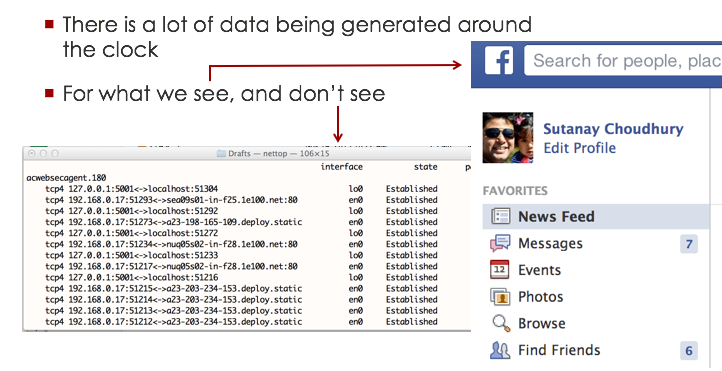 There is a lot of data being generated around
the clock
For what we see, and don't see
Search for people, plac
Sutanay Choudhury
Edit Profile
FAVORITES
News Feed
Messages 7
12 Events
Photos
Browse
Find Friends 6
Drafts — nettop — 106×15
interface state
acwebsecagent.180
tcp4 127.0.0.1:5001<->localhost:51304 lo0 Established
tcp4 192.168.0.17:51293<->sea09s01-in-f25.1e100.net:80 en0 Established
tcp4 127.0.0.1:5001<->localhost:51292 lo0 Established
tcp4 192.168.0.17:51277<->a23-198-165-109.deploy.static en0 Established
tcp4 127.0.0.1:5001<->localhost:51272 lo0 Established
tcp4 192.168.0.17:51234<->nuq05s02-in-f28.1e100.net:80 en0 Established
tcp4 127.0.0.1:5001<->localhost:51233 lo0 Established
tcp4 192.168.0.17:51217<->nuq05s02-in-f28.1e100.net:80 en0 Established
tcp4 127.0.0.1:5001<->localhost:51216 lo0 Established
tcp4 192.168.0.17:51215<->a23-203-234-153.deploy.static en0 Established
tcp4 192.168.0.17:51214<->a23-203-234-153.deploy.static en0 Established
tcp4 192.168.0.17:51213<->a23-203-234-153.deploy.static en0 Established
tcp4 192.168.0.17:51212<->a23-203-234-153.deploy.static en0 Established